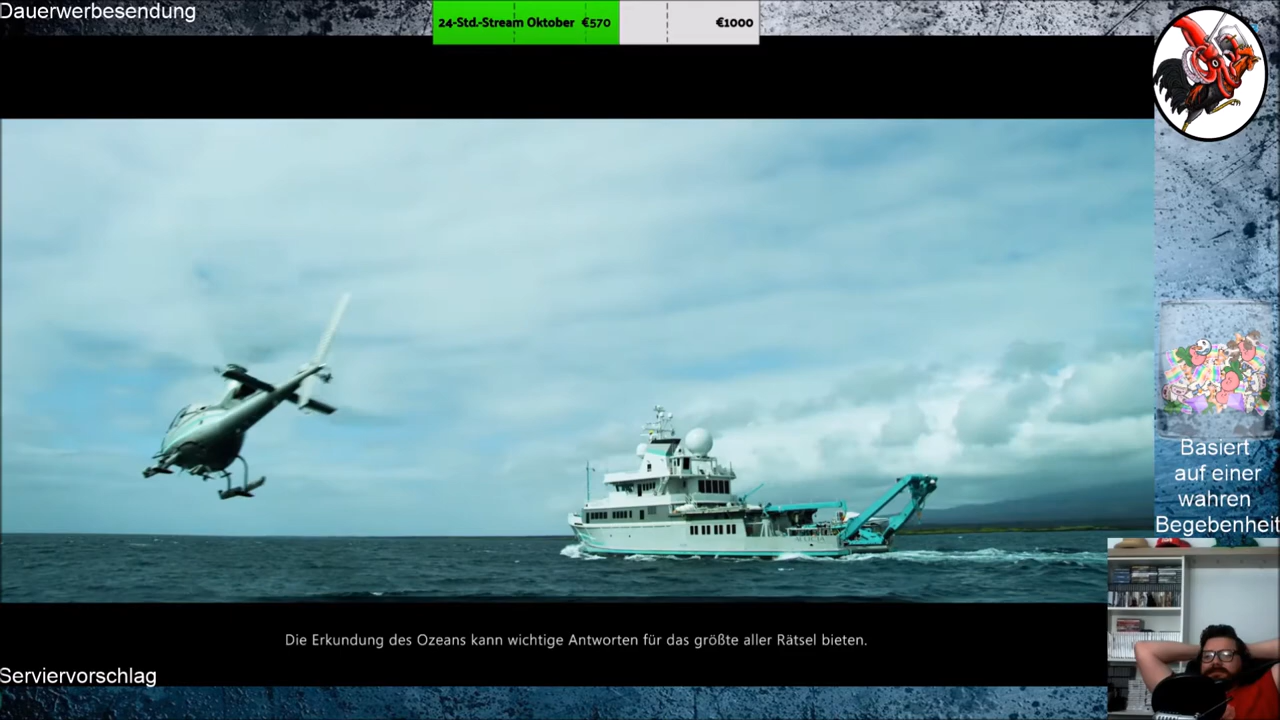 Dauerwerbesendung
24-Std.-Stream Oktober €570
€1000
Basiert
auf einer
wahren
Begebenheit
Die Erkundung des Ozeans kann wichtige Antworten für das größte aller Rätsel bieten.
Serviervorschlag